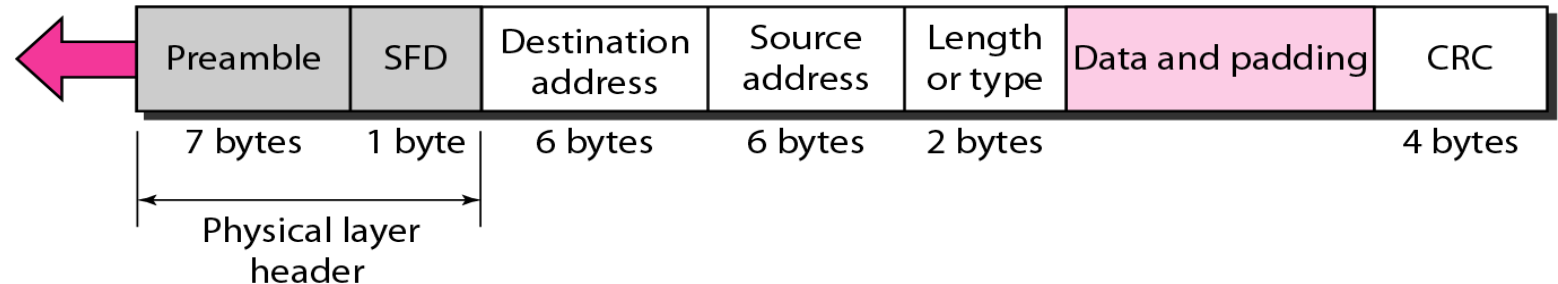 Preamble
SFD
Destination
address
Source
address
Length
or type
Data and padding
CRC
7 bytes
1 byte
6 bytes
6 bytes
2 bytes
4 bytes
Physical layer
header